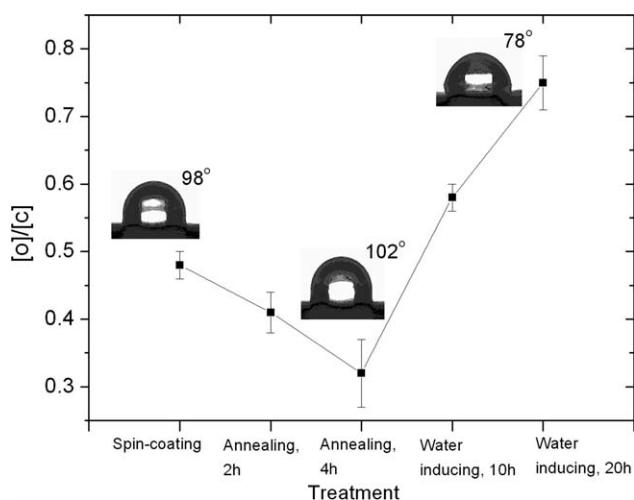 0.8
0.7
0.6
0.5
0.4
0.3
[o]/[c]
98°
102°
78°
Spin-coating
Annealing,
2h
Annealing,
4h
Water
inducing, 10h
Water
inducing, 20h
Treatment